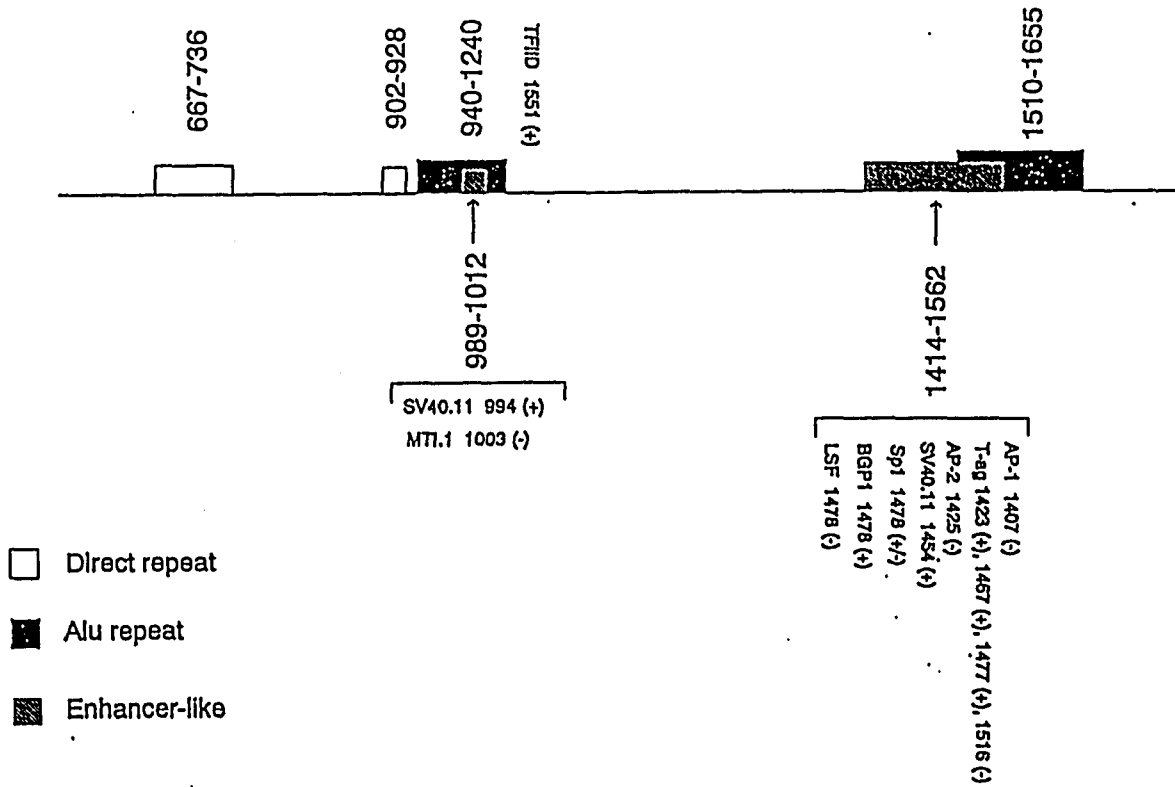 667-736
902-928
940-1240
TFIID 1551 (+)
1510-1655
989-1012
1414-1562
SV40.11 994 (+)
MTI.1 1003 (-)
AP-1 1407 (-)
T-ag 1423 (+), 1467 (+), 1477 (+), 1516 (-)
AP-2 1425 (-)
SV40.11 1454 (+)
Sp1 1478 (+/-)
BGP1 1478 (+)
LSF 1478 (-)
Direct repeat
Alu repeat
Enhancer-like